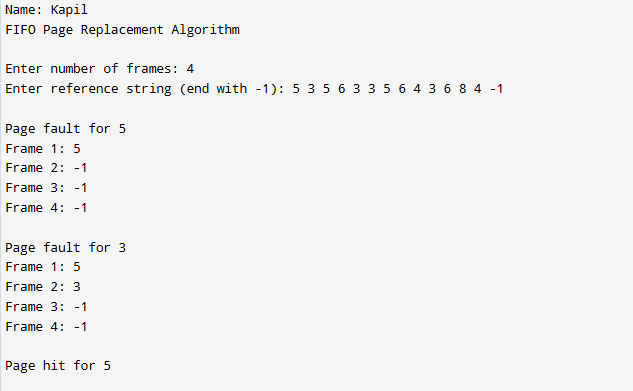 Name: Kapil
FIFO Page Replacement Algorithm
Enter number of frames: 4
Enter reference string (end with -1): 5 3 5 6 3 3 5 6 4 3 6 8 4 -1
Page fault for 5
Frame 1: 5
Frame 2: -1
Frame 3: -1
Frame 4: -1
Page fault for 3
Frame 1: 5
Frame 2: 3
Frame 3: -1
Frame 4: -1
Page hit for 5